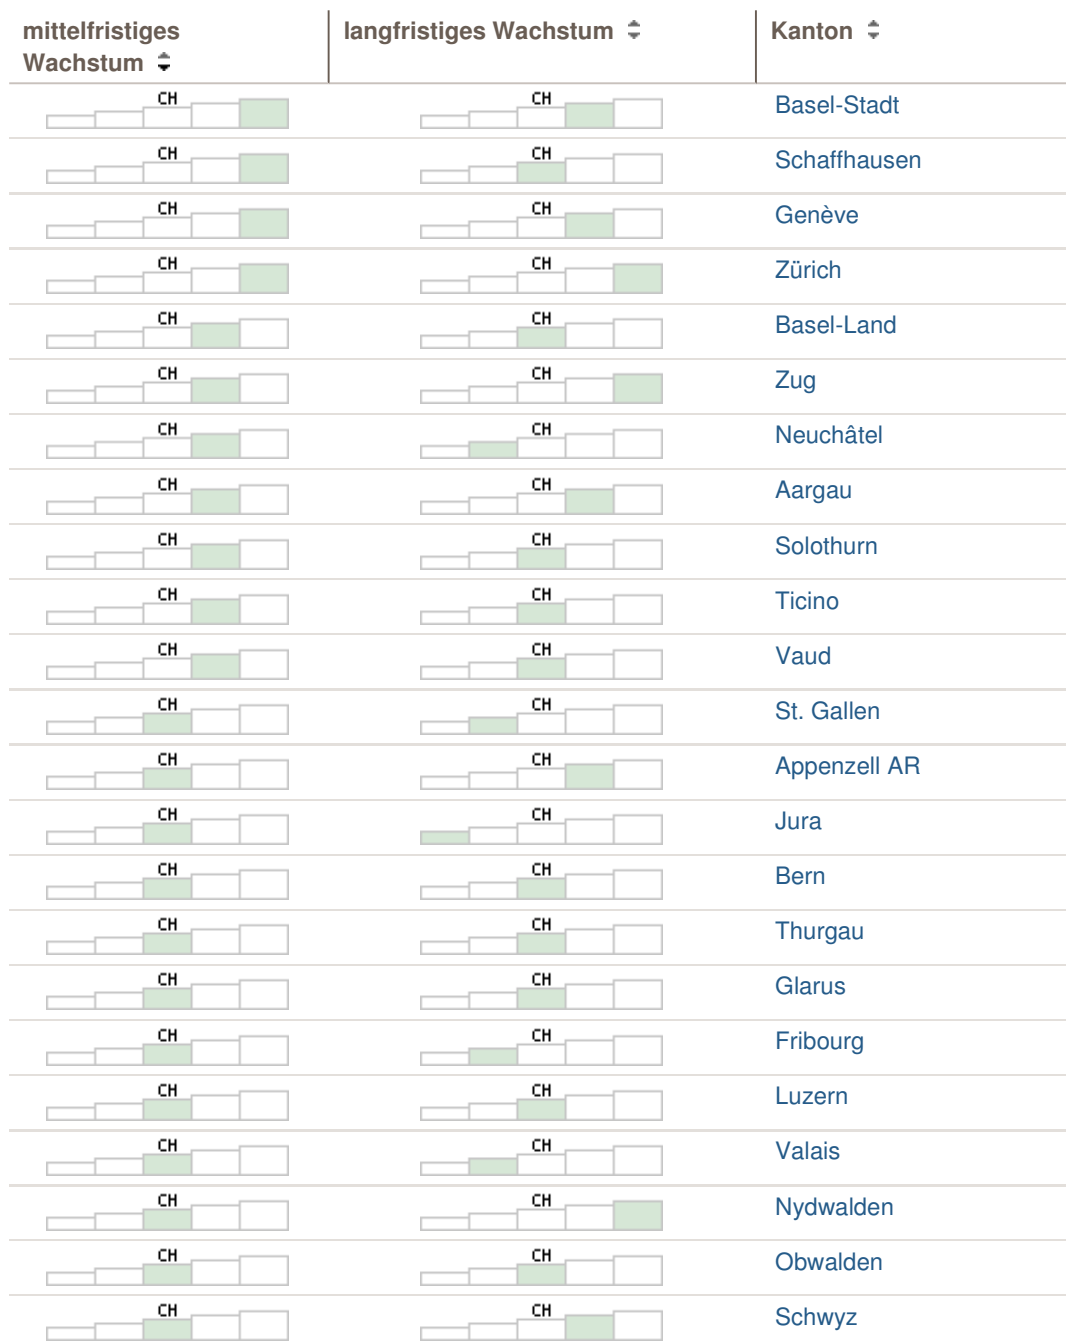 mittelfristiges
Wachstum
langfristiges Wachstum
Kanton
CH CH Basel-Stadt
CH CH Schaffhausen
CH CH Genève
CH CH Zürich
CH CH Basel-Land
CH CH Zug
CH CH Neuchâtel
CH CH Aargau
CH CH Solothurn
CH CH Ticino
CH CH Vaud
CH CH St. Gallen
CH CH Appenzell AR
CH CH Jura
CH CH Bern
CH CH Thurgau
CH CH Glarus
CH CH Fribourg
CH CH Luzern
CH CH Valais
CH CH Nydwalden
CH CH Obwalden
CH CH Schwyz